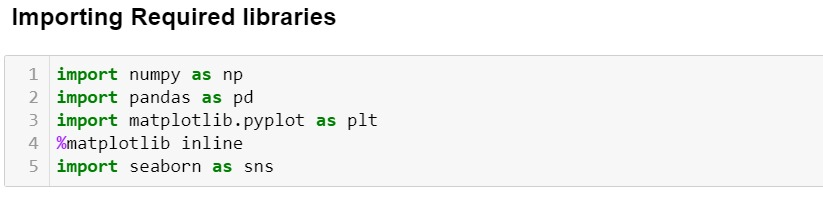 Importing Required libraries
1 import numpy as np
2 import pandas as pd
3 import matplotlib.pyplot as plt
4 %matplotlib inline
5 import seaborn as sns